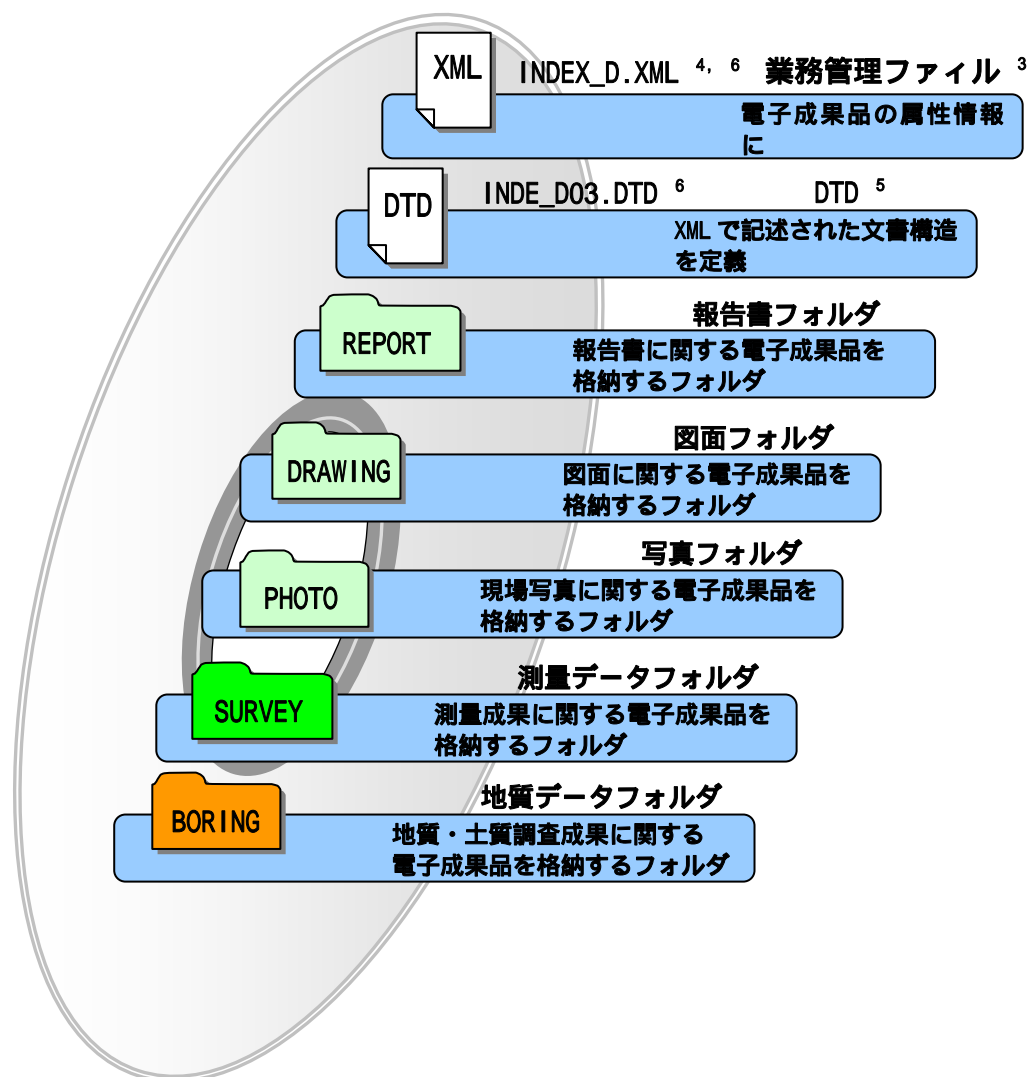 XML INDEX_D.XML 4, 6 業務管理ファィル 3
電子成果品の属性情報
に
DTD INDE_D03.DTD 6 DTD 5
XMLで記述された文書構造
を定義
報告書フォルダ
REPORT
報告書に関する電子成果品を
格納するフォルダ
図面フォルダ
DRAWING
図面に関する電子成果品を
格納するフォルダ
写真フォルダ
PHOTO
現場写真に関する電子成果品を
格納するフォルダ
測量データフォルダ
SURVEY
測量成果に関する電子成果品を
格納するフォルダ
地質データフォルダ
BORING
地質・土質調査成果に関する
電子成果品を格納するフォルダ